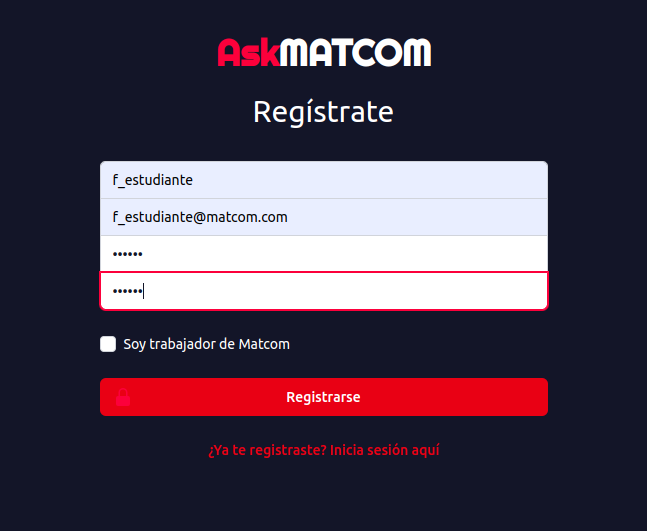 AskMATCOM
Regístrate
f_estudiante
f_estudiante@matcom.com
••••••
••••••
Soy trabajador de Matcom
Registrarse
¿Ya te registraste? Inicia sesión aquí